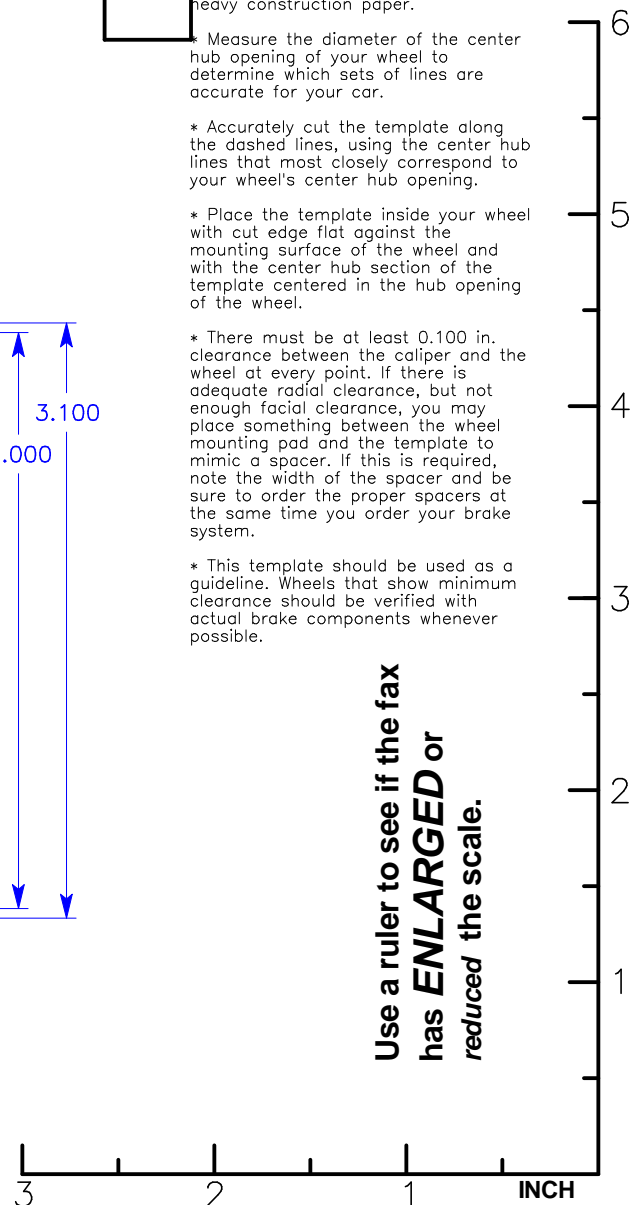 heavy construction paper.
* Measure the diameter of the center
hub opening of your wheel to
determine which sets of lines are
accurate for your car.
* Accurately cut the template along
the dashed lines, using the center hub
lines that most closely correspond to
your wheel's center hub opening.
* Place the template inside your wheel
with cut edge flat against the
mounting surface of the wheel and
with the center hub section of the
template centered in the hub opening
of the wheel.
* There must be at least 0.100 in.
clearance between the caliper and the
wheel at every point. If there is
adequate radial clearance, but not
enough facial clearance, you may
place something between the wheel
mounting pad and the template to
mimic a spacer. If this is required,
note the width of the spacer and be
sure to order the proper spacers at
the same time you order your brake
system.
* This template should be used as a
guideline. Wheels that show minimum
clearance should be verified with
actual brake components whenever
possible.
3.100
.000
Use a ruler to see if the fax
has ENLARGED or
reduced the scale.
6
5
4
3
2
1
3
2
1
INCH